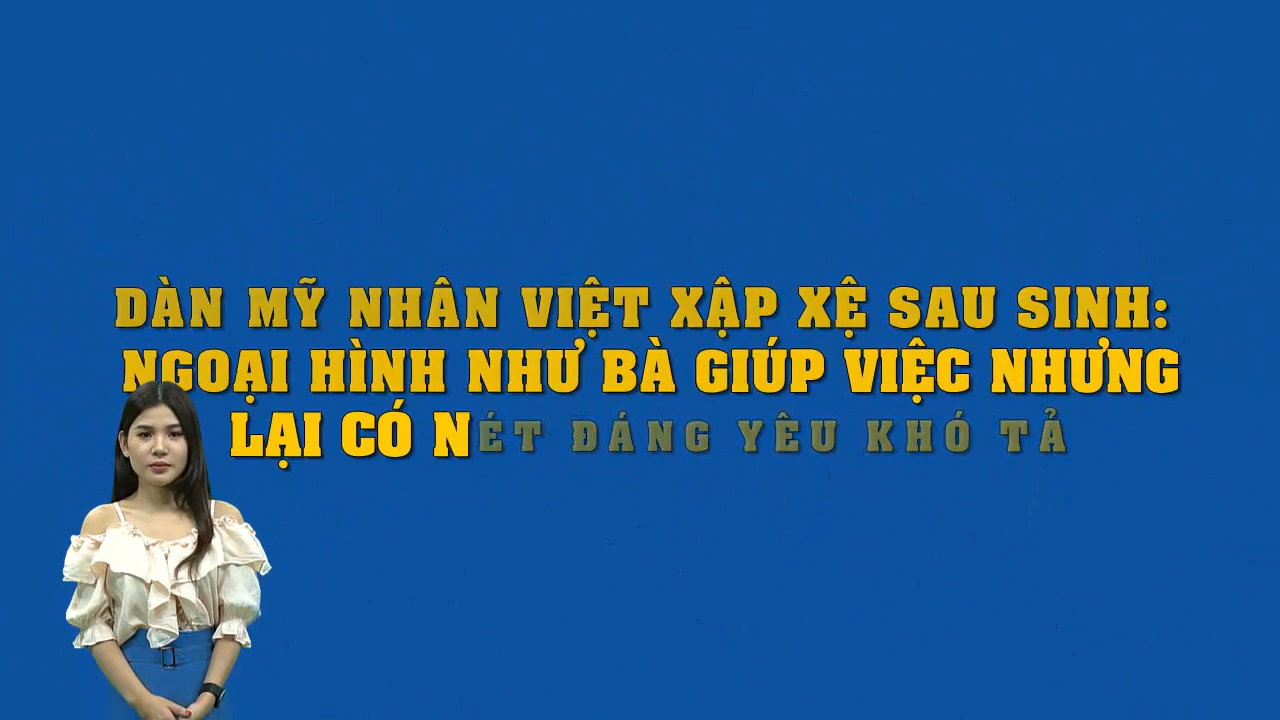 DÀN MỸ NHÂN VIỆT XẬP XỆ SAU SINH:
NGOẠI HÌNH NHƯ BÀ GIÚP VIỆC NHƯNG
LẠI CÓ NÉT ĐÁNG YÊU KHÓ TẢ